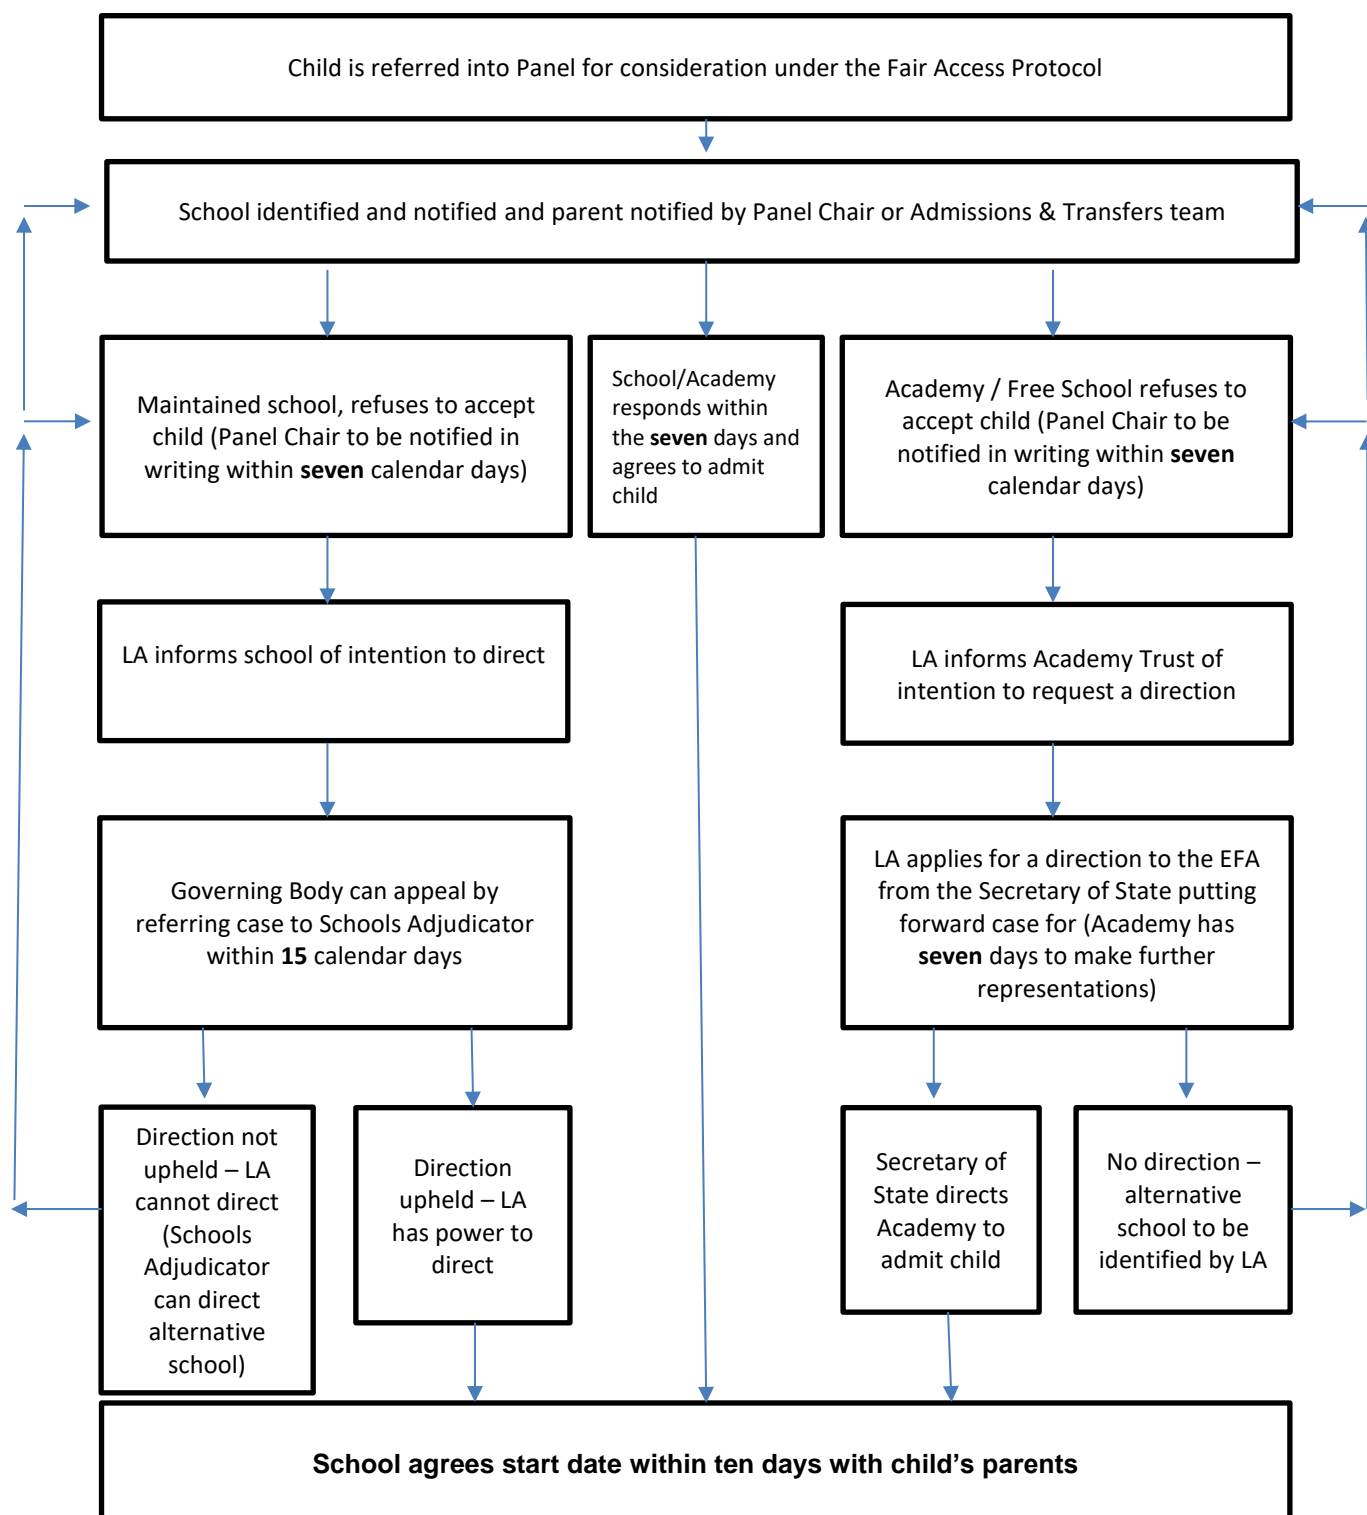 Child is referred into Panel for consideration under the Fair Access Protocol
School identified and notified and parent notified by Panel Chair or Admissions & Transfers team
Maintained school, refuses to accept
child (Panel Chair to be notified in
writing within seven calendar days)
School/Academy
responds within
the seven days and
agrees to admit
child
Academy / Free School refuses to
accept child (Panel Chair to be
notified in writing within seven
calendar days)
LA informs school of intention to direct
LA informs Academy Trust of
intention to request a direction
Governing Body can appeal by
referring case to Schools Adjudicator
within 15 calendar days
LA applies for a direction to the EFA
from the Secretary of State putting
forward case for (Academy has
seven days to make further
representations)
Direction not
upheld – LA
cannot direct
(Schools
Adjudicator
can direct
alternative
school)
Direction
upheld – LA
has power to
direct
Secretary of
State directs
Academy to
admit child
No direction –
alternative
school to be
identified by LA
School agrees start date within ten days with child's parents